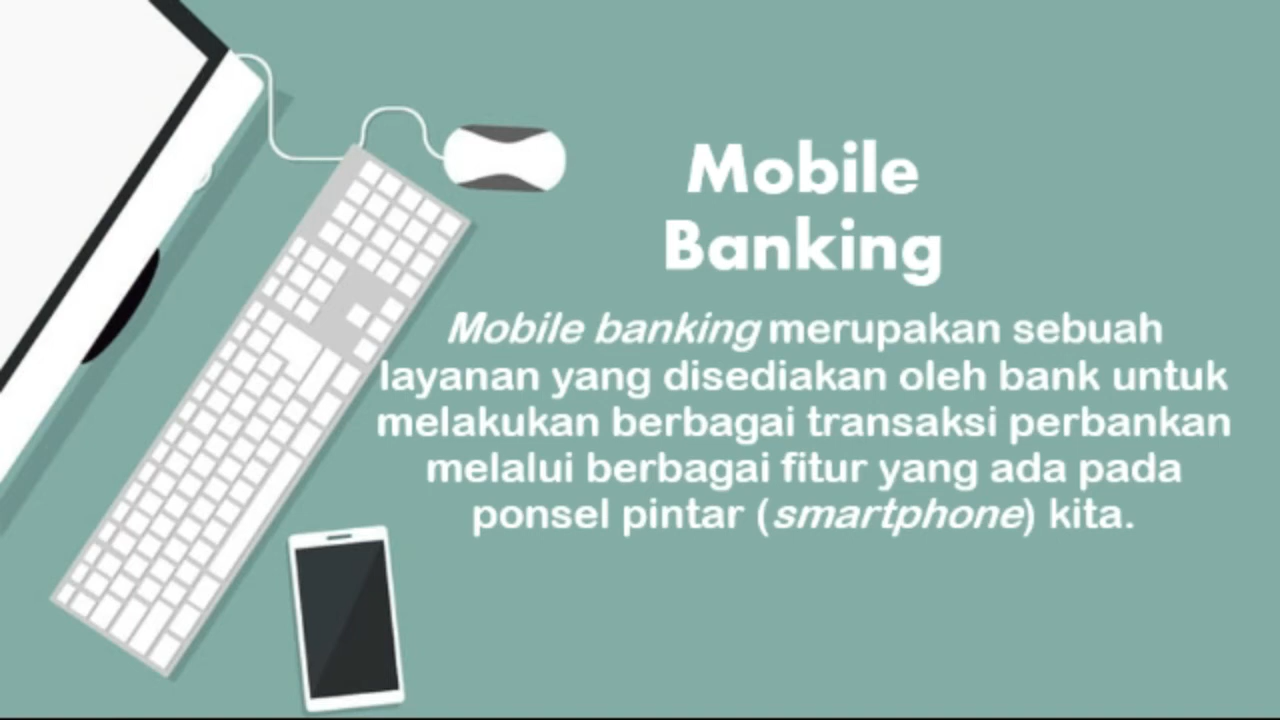 Mobile
Banking
Mobile banking merupakan sebuah
layanan yang disediakan oleh bank untuk
melakukan berbagai transaksi perbankan
melalui berbagai fitur yang ada pada
ponsel pintar (smartphone) kita.